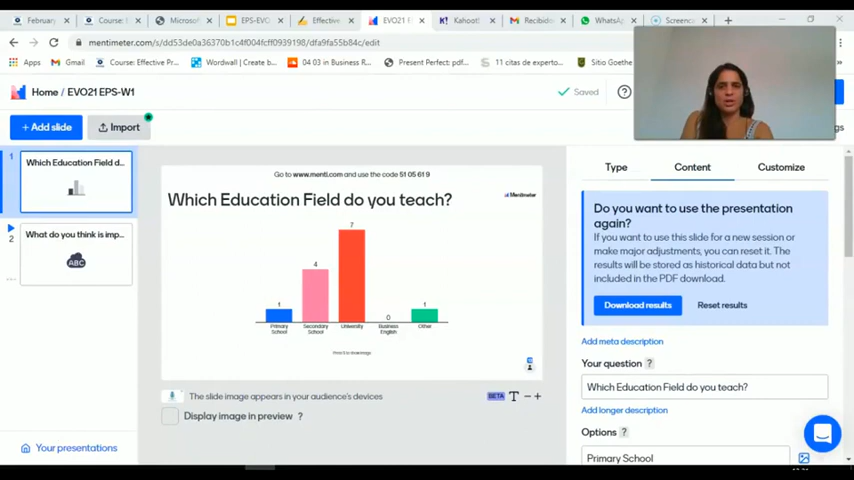 February
Course: E
Microsof
EPS-EVO
Effective
EVO21 E
Kahoot!
Recibido
WhatsAp
Screenca
mentimeter.com/s/dd53de0a36370b1c4f004fcff0939198/dfa9fa55b84c/edit
Apps
Gmail
Course: Effective Pr...
Wordwall | Create b...
04 03 in Business R...
Present Perfect: pdf...
11 citas de experto...
Sitio Goethe
Home / EVO21 EPS-W1
Saved
+ Add slide
Import
1
Which Education Field d...
2
What do you think is imp...
ABC
Your presentations
Go to www.menti.com and use the code 51 05 61 9
Which Education Field do you teach?
Mentimeter
1
4
7
0
1
Primary School
Secondary School
University
Business English
Other
The slide image appears in your audience's devices
BETA
T
Display image in preview ?
Type
Content
Customize
Do you want to use the presentation
again?
If you want to use this slide for a new session or
make major adjustments, you can reset it. The
results will be stored as historical data but not
included in the PDF download.
Download results
Reset results
Add meta description
Your question ?
Which Education Field do you teach?
Add longer description
Options ?
Primary School